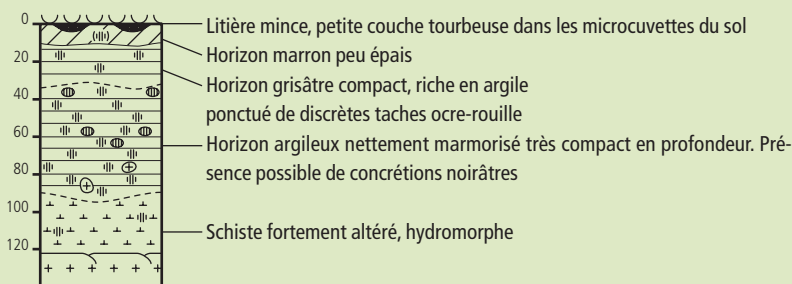 0
Litière mince, petite couche tourbeuse dans les microcuvettes du sol
Horizon marron peu épais
20
Horizon grisâtre compact, riche en argile
40
ponctué de discrètes taches ocre-rouille
60
Horizon argileux nettement marmorisé très compact en profondeur. Pré-
80
sence possible de concrétions noirâtres
100
Schiste fortement altéré, hydromorphe
120